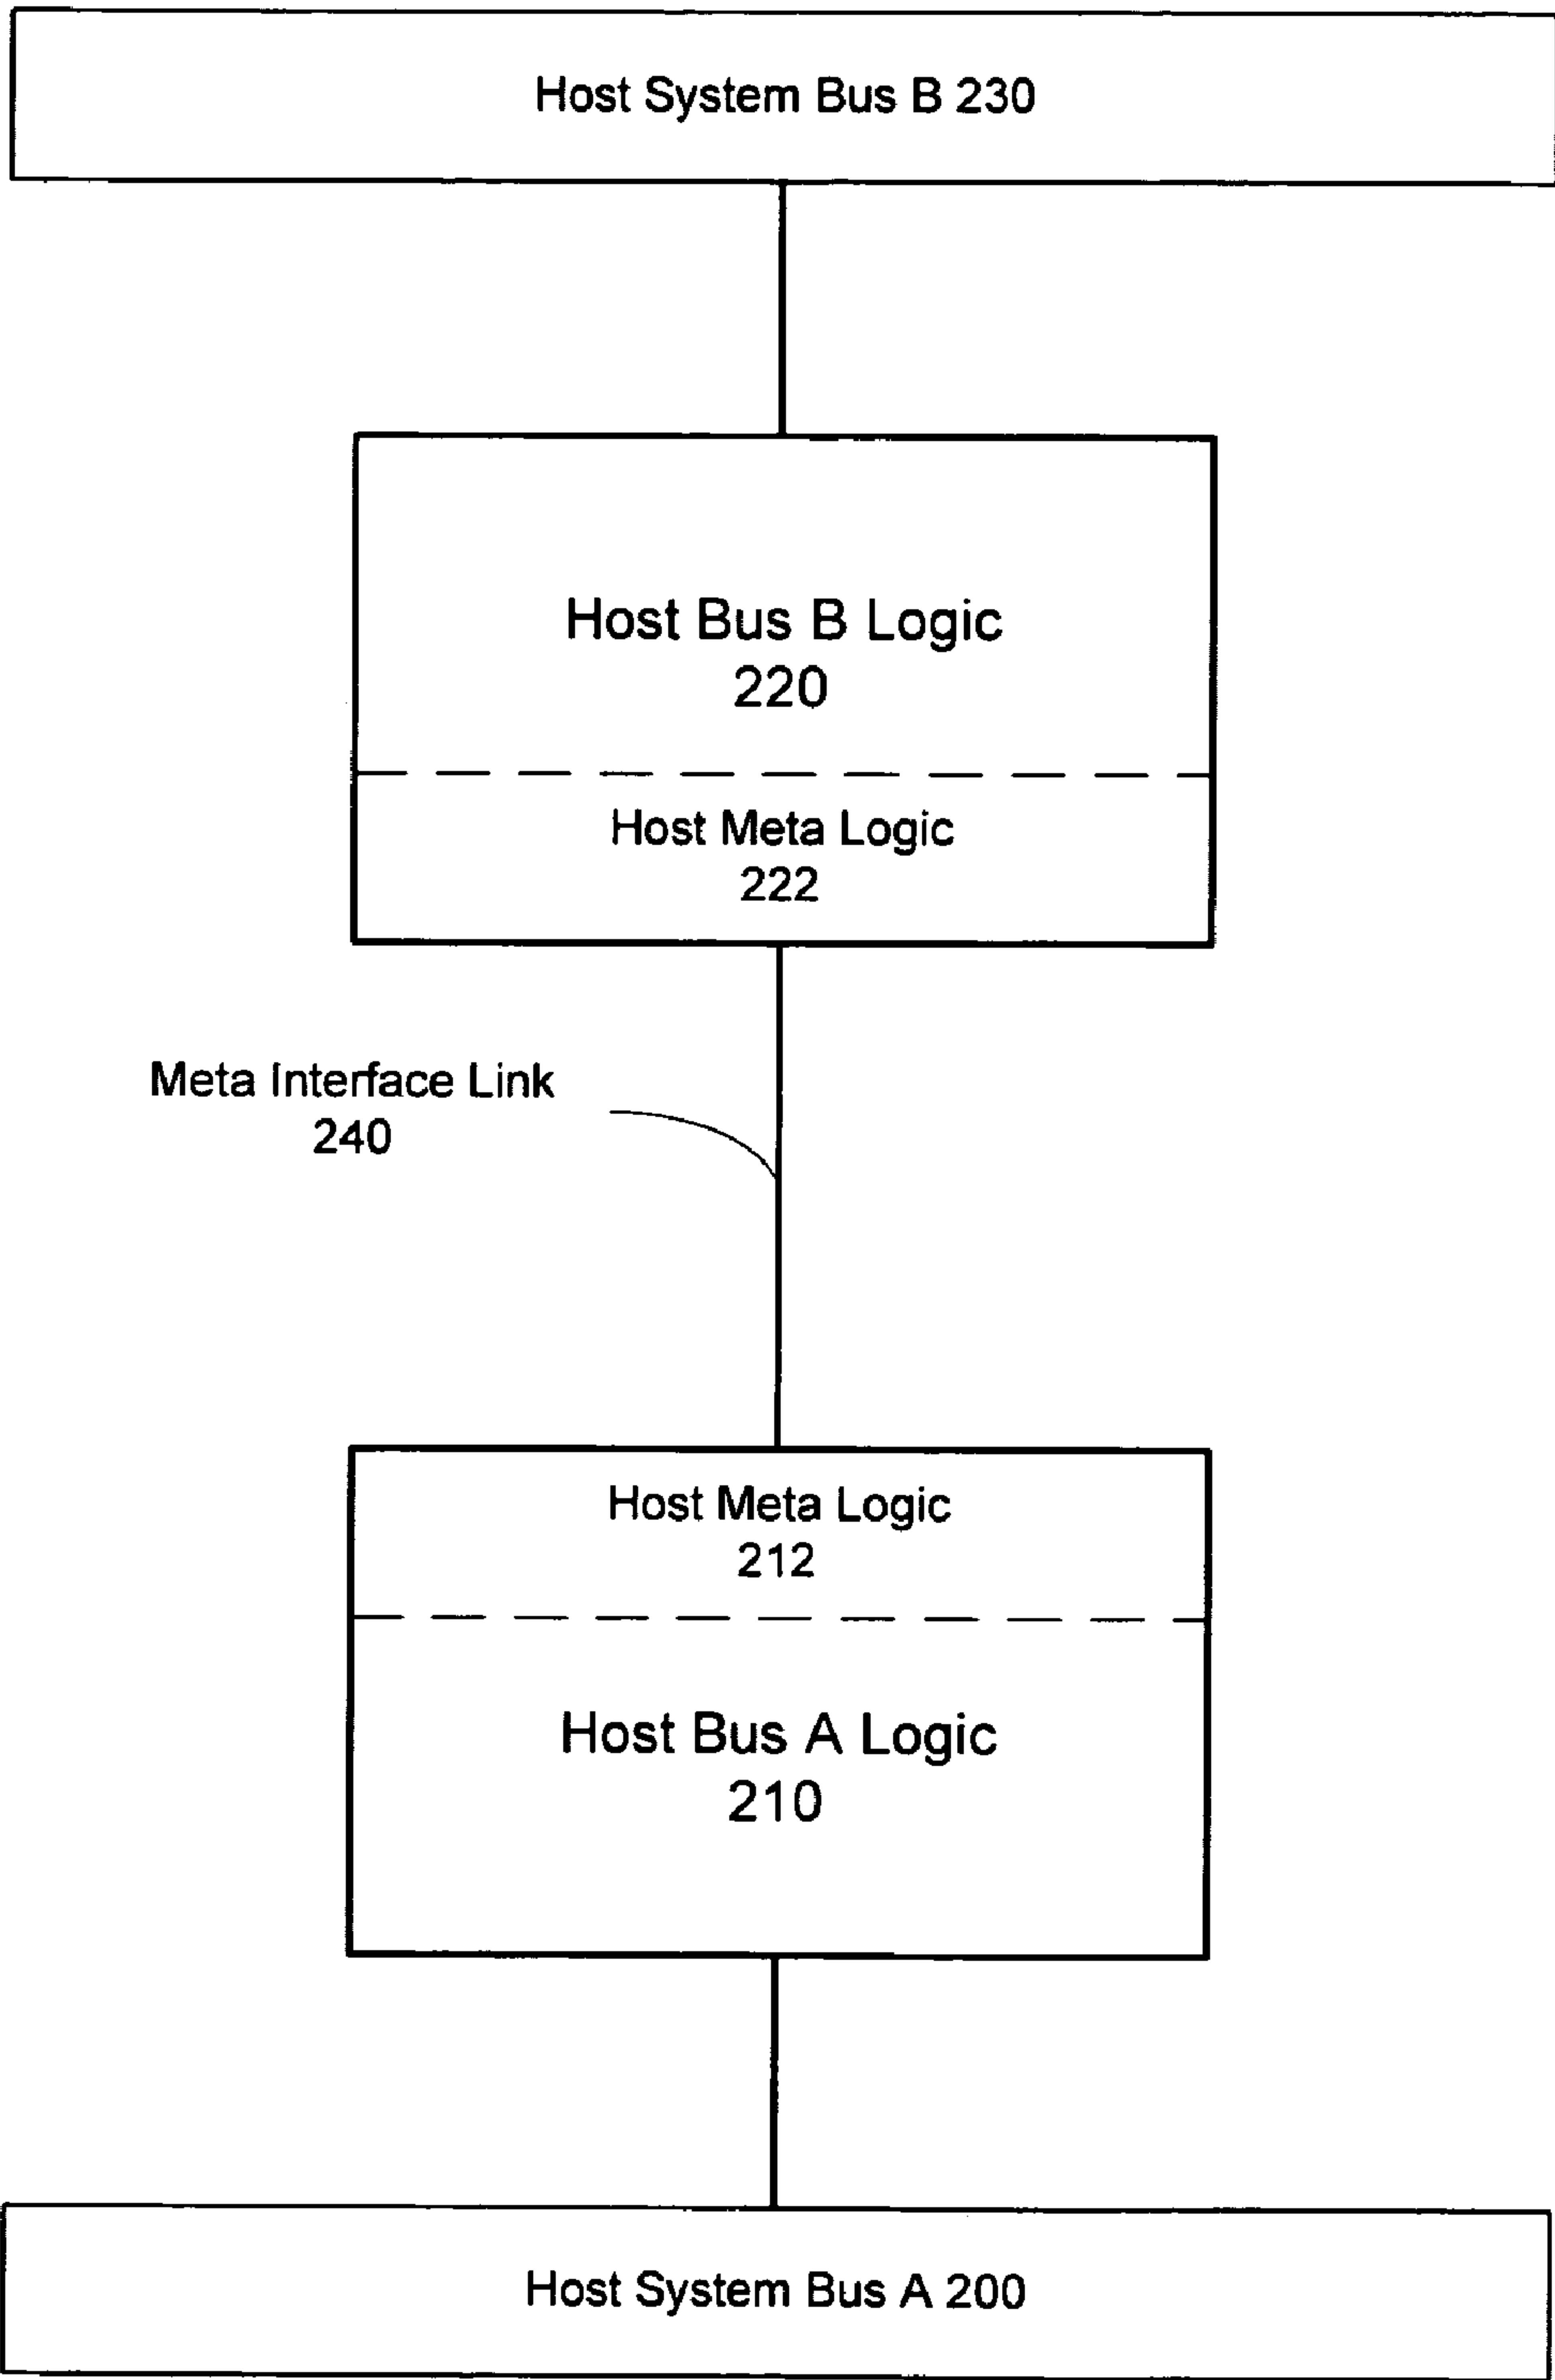 Host System Bus B 230
Host Bus B Logic
220
Host Meta Logic
222
Meta Interface Link
240
Host Meta Logic
212
Host Bus A Logic
210
Host System Bus A 200